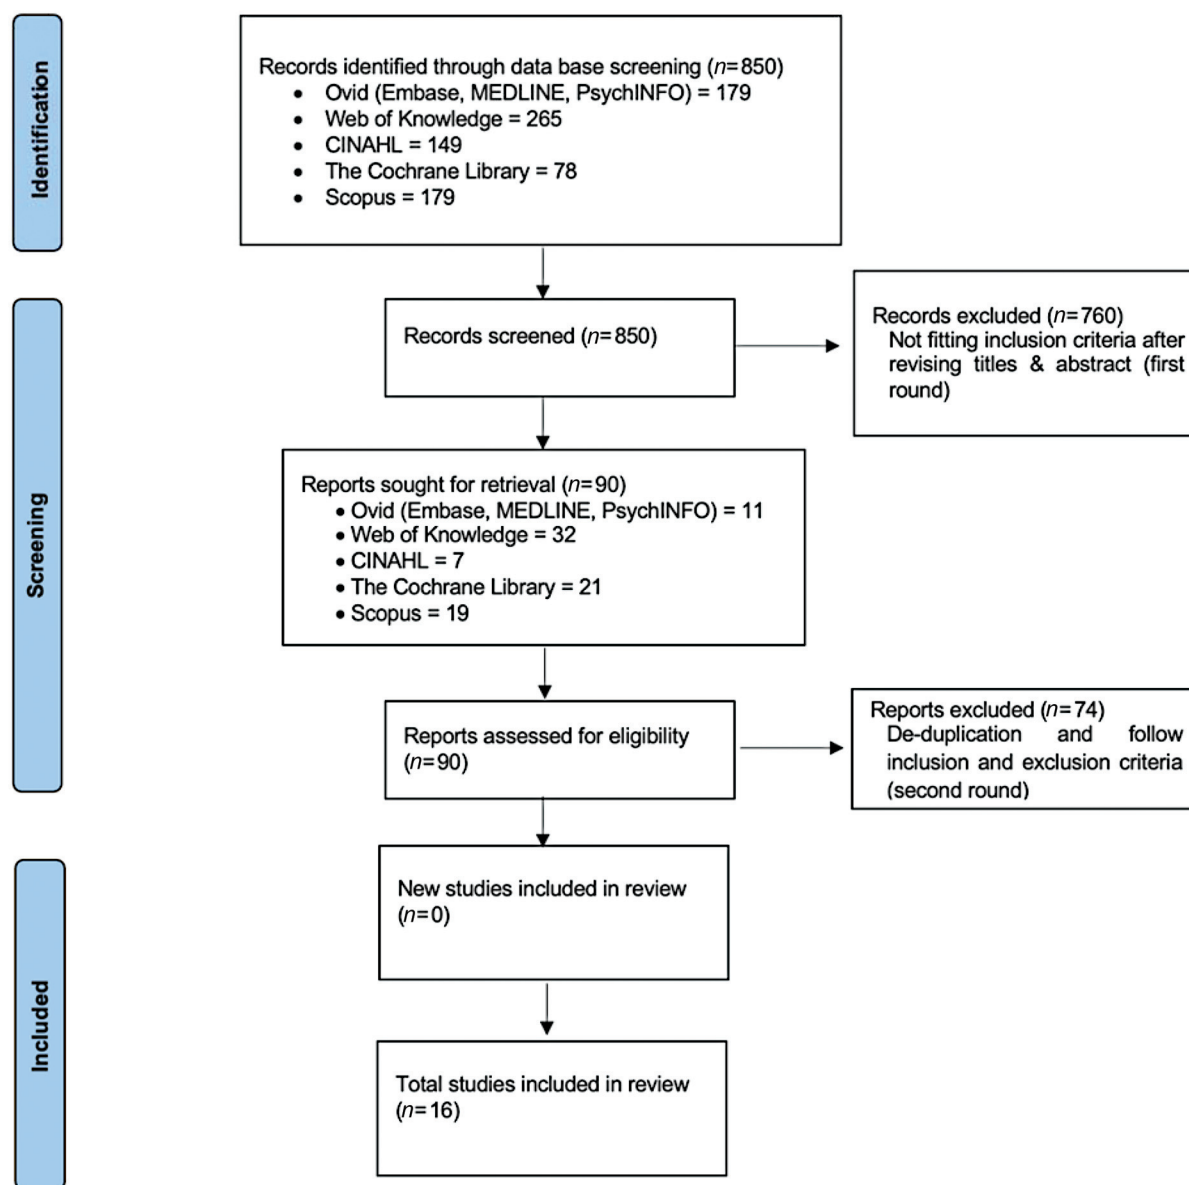 Identification
Records identified through data base screening (n=850)
• Ovid (Embase, MEDLINE, PsychINFO) = 179
• Web of Knowledge = 265
• CINAHL = 149
• The Cochrane Library = 78
• Scopus = 179
Screening
Records screened (n=850)
Records excluded (n=760)
Not fitting inclusion criteria after
revising titles & abstract (first
round)
Reports sought for retrieval (n=90)
• Ovid (Embase, MEDLINE, PsychINFO) = 11
• Web of Knowledge = 32
• CINAHL = 7
• The Cochrane Library = 21
• Scopus = 19
Reports assessed for eligibility
(n=90)
Reports excluded (n=74)
De-duplication and follow
inclusion and exclusion criteria
(second round)
Included
New studies included in review
(n=0)
Total studies included in review
(n=16)